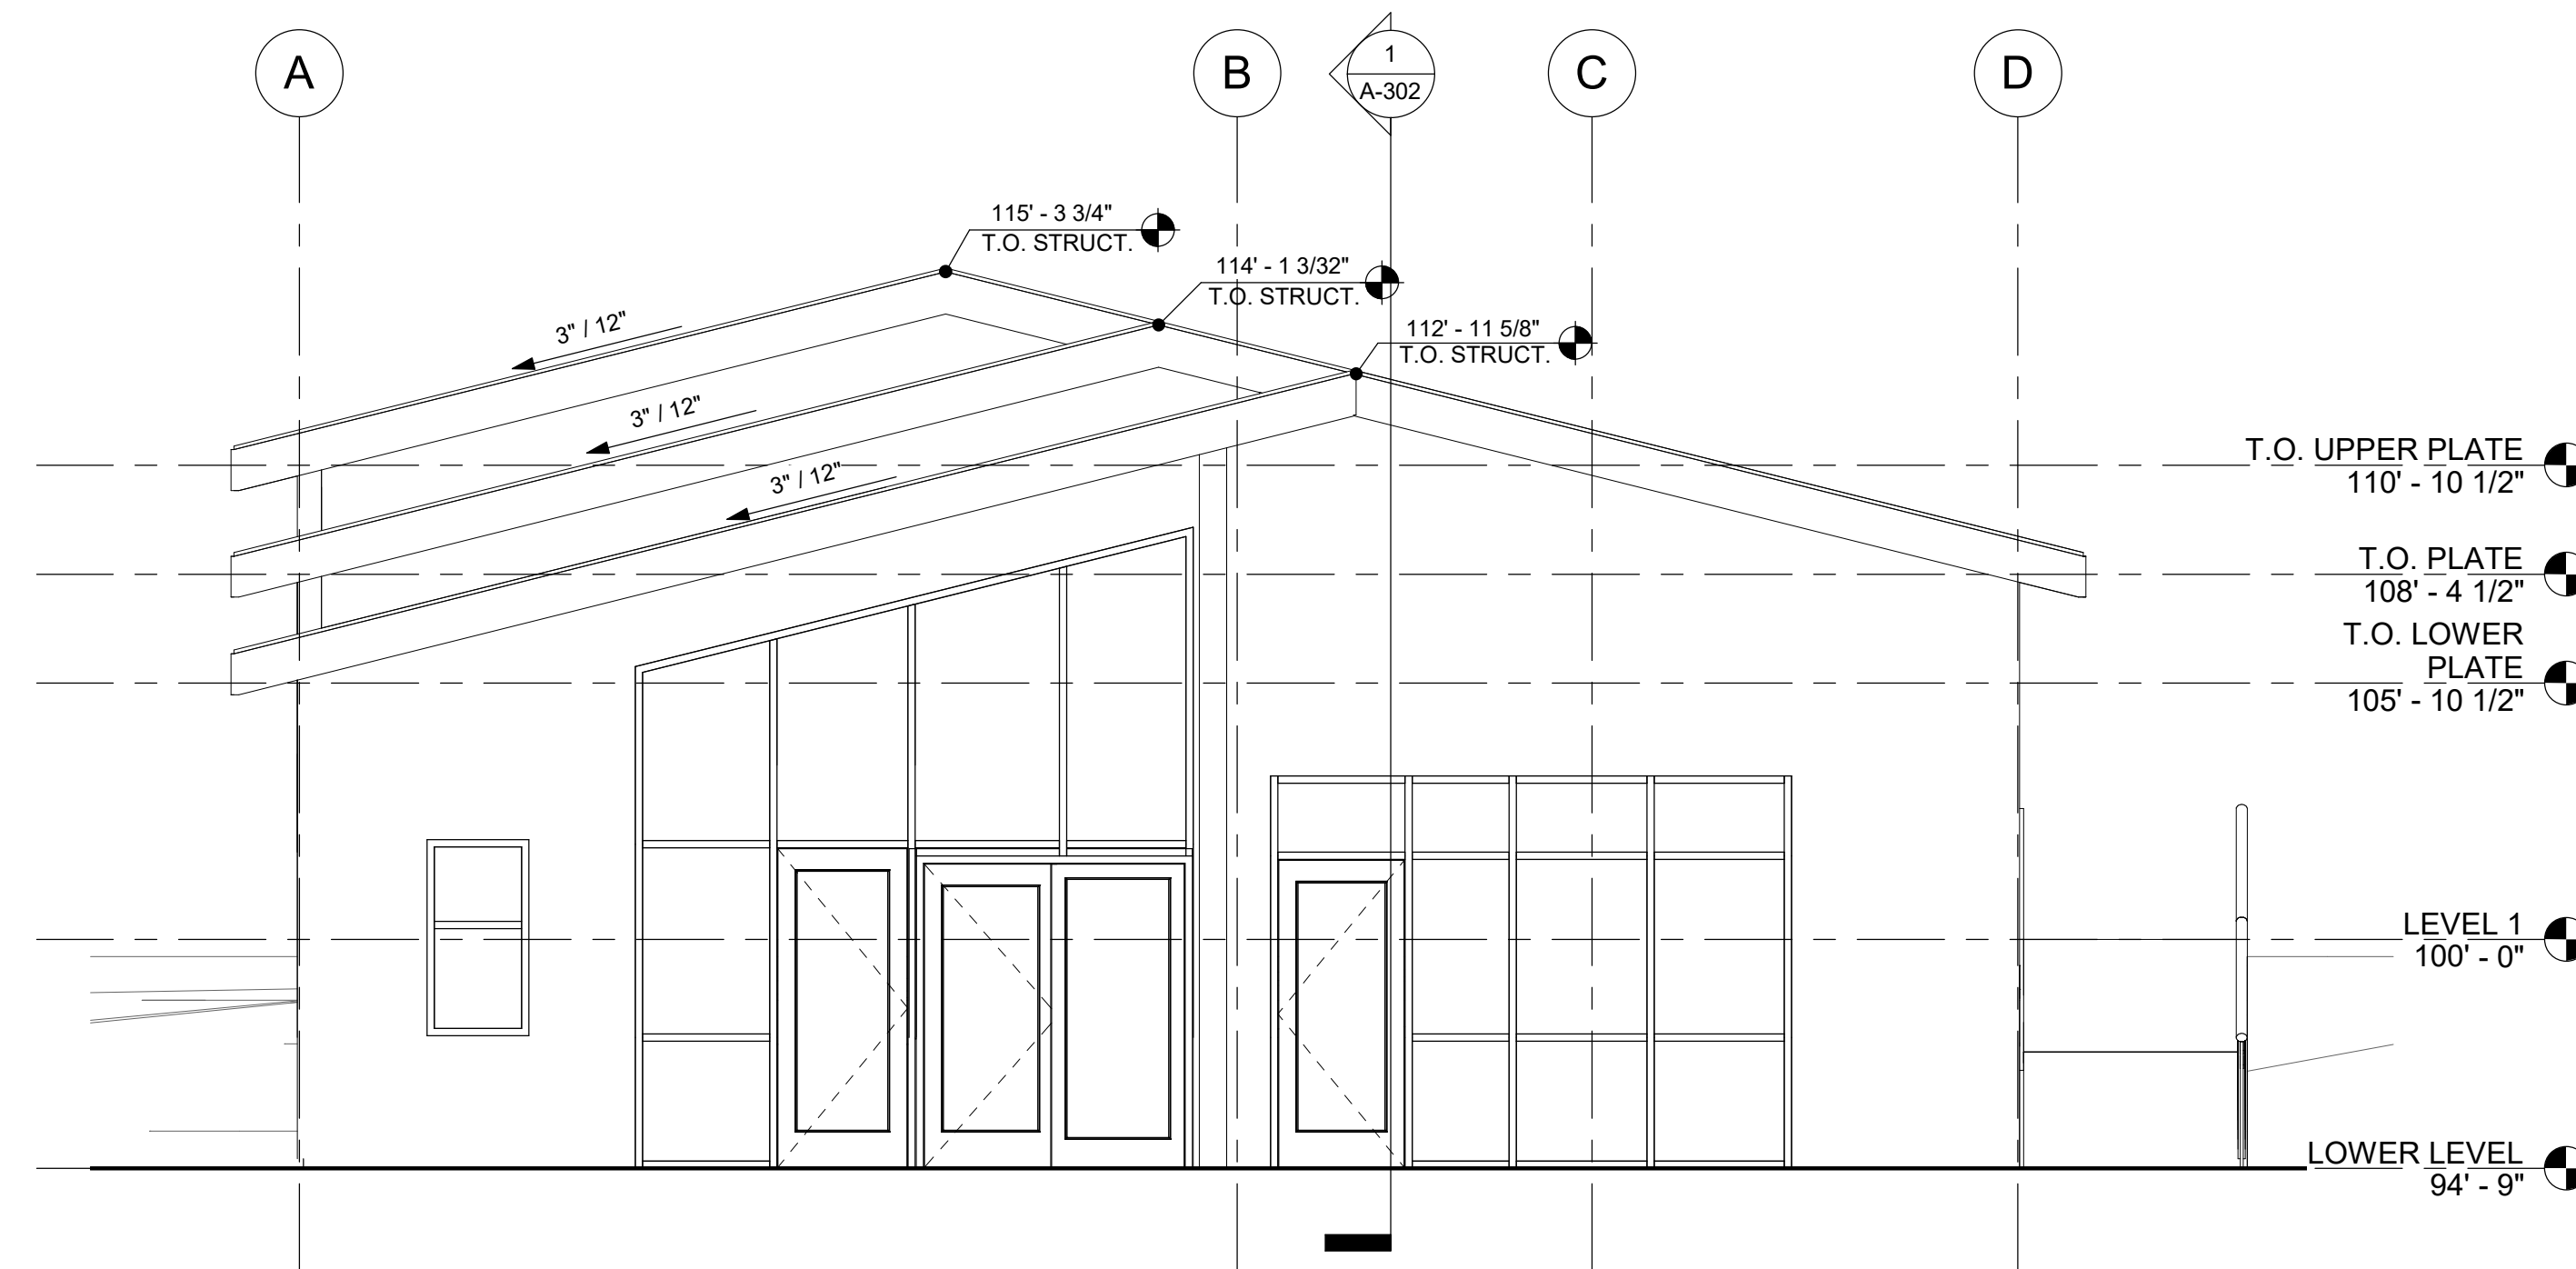 A
B
1
A-302
C
D
115' - 3 3/4"
T.O. STRUCT.
114' - 1 3/32"
T.O. STRUCT.
112' - 11 5/8"
T.O. STRUCT.
3" / 12"
3" / 12"
3" / 12"
T.O. UPPER PLATE
110' - 10 1/2"
T.O. PLATE
108' - 4 1/2"
T.O. LOWER
PLATE
105' - 10 1/2"
LEVEL 1
100' - 0"
LOWER LEVEL
94' - 9"